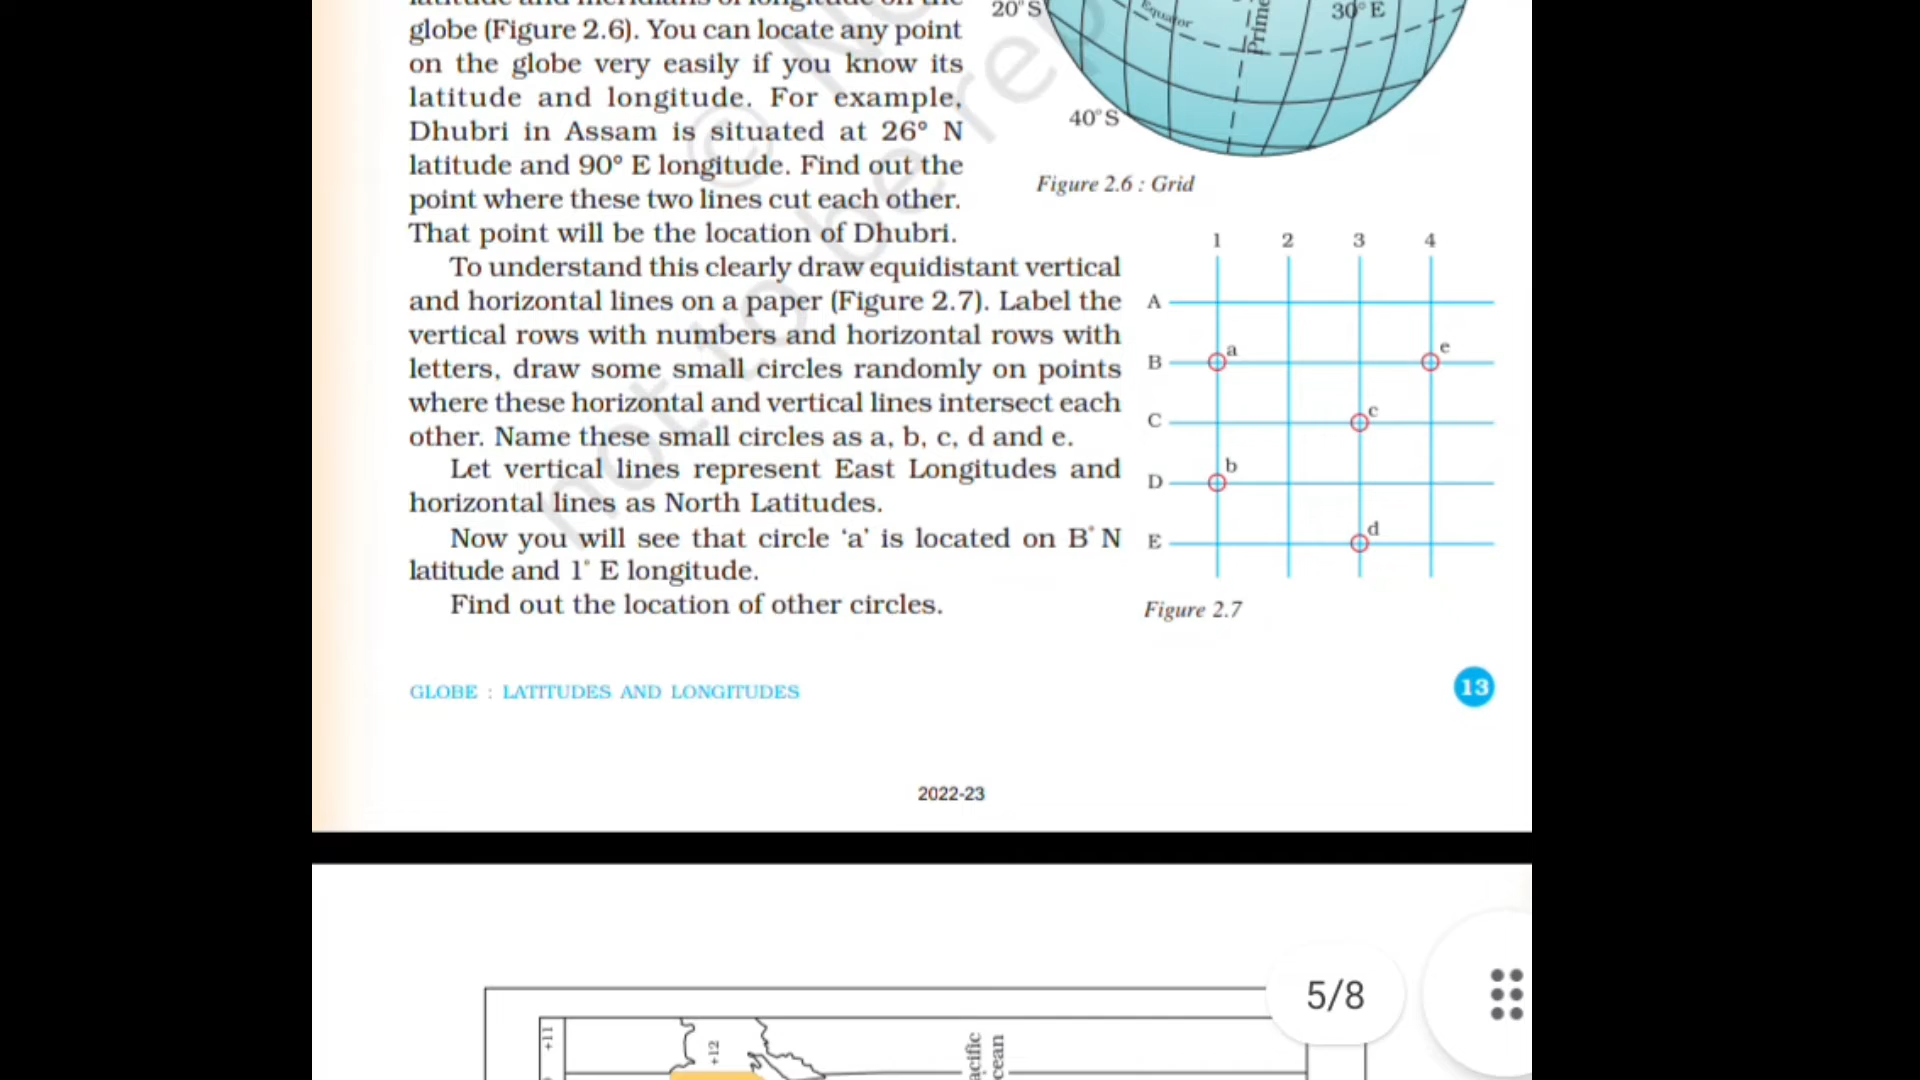 globe (Figure 2.6). You can locate any point
on the globe very easily if you know its
latitude and longitude. For example,
Dhubri in Assam is situated at 26° N
latitude and 90° E longitude. Find out the
point where these two lines cut each other.
That point will be the location of Dhubri.
To understand this clearly draw equidistant vertical
and horizontal lines on a paper (Figure 2.7). Label the
vertical rows with numbers and horizontal rows with
letters, draw some small circles randomly on points
where these horizontal and vertical lines intersect each
other. Name these small circles as a, b, c, d and e.
Let vertical lines represent East Longitudes and
horizontal lines as North Latitudes.
Now you will see that circle ‘a’ is located on B° N
latitude and 1° E longitude.
Find out the location of other circles.
20°S
Equator
Prime
30°E
40°S
Figure 2.6 : Grid
1 2 3 4
A
B a e
C c
D b
E d
Figure 2.7
GLOBE : LATITUDES AND LONGITUDES
13
2022-23
© not to be
5/8
+11
+12